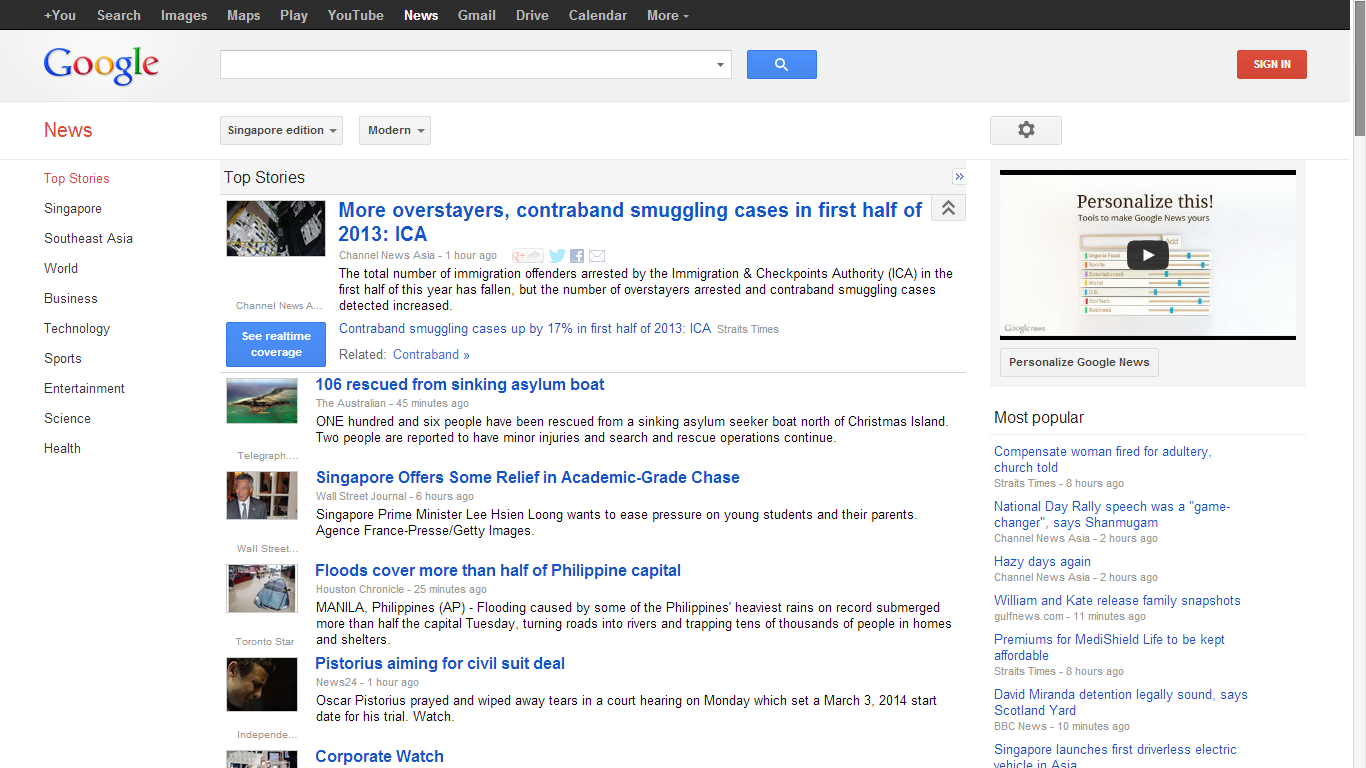 +You Search Images Maps Play YouTube News Gmail Drive Calendar More
Google
SIGN IN
News
Singapore edition
Modern
Top Stories
Singapore
Southeast Asia
World
Business
Technology
Sports
Entertainment
Science
Health
Top Stories
More overstayers, contraband smuggling cases in first half of
2013: ICA
Channel News Asia - 1 hour ago
The total number of immigration offenders arrested by the Immigration & Checkpoints Authority (ICA) in the
first half of this year has fallen, but the number of overstayers arrested and contraband smuggling cases
detected increased.
Channel News A...
See realtime
coverage
Contraband smuggling cases up by 17% in first half of 2013: ICA Straits Times
Related: Contraband »
106 rescued from sinking asylum boat
The Australian - 45 minutes ago
ONE hundred and six people have been rescued from a sinking asylum seeker boat north of Christmas Island.
Two people are reported to have minor injuries and search and rescue operations continue.
Telegraph....
Singapore Offers Some Relief in Academic-Grade Chase
Wall Street Journal - 6 hours ago
Singapore Prime Minister Lee Hsien Loong wants to ease pressure on young students and their parents.
Agence France-Presse/Getty Images.
Wall Street...
Floods cover more than half of Philippine capital
Houston Chronicle - 25 minutes ago
MANILA, Philippines (AP) - Flooding caused by some of the Philippines' heaviest rains on record submerged
more than half the capital Tuesday, turning roads into rivers and trapping tens of thousands of people in homes
and shelters.
Toronto Star
Pistorius aiming for civil suit deal
News24 - 1 hour ago
Oscar Pistorius prayed and wiped away tears in a court hearing on Monday which set a March 3, 2014 start
date for his trial. Watch.
Independe...
Corporate Watch
Personalize this!
Tools to make Google News yours
Add
Organic Food
Sports
Entertainment
World
U.S.
Sci/Tech
Business
Google news
Personalize Google News
Most popular
Compensate woman fired for adultery,
church told
Straits Times - 8 hours ago
National Day Rally speech was a "game-
changer", says Shanmugam
Channel News Asia - 2 hours ago
Hazy days again
Channel News Asia - 2 hours ago
William and Kate release family snapshots
gulfnews.com - 11 minutes ago
Premiums for MediShield Life to be kept
affordable
Straits Times - 8 hours ago
David Miranda detention legally sound, says
Scotland Yard
BBC News - 10 minutes ago
Singapore launches first driverless electric
vehicle in Asia